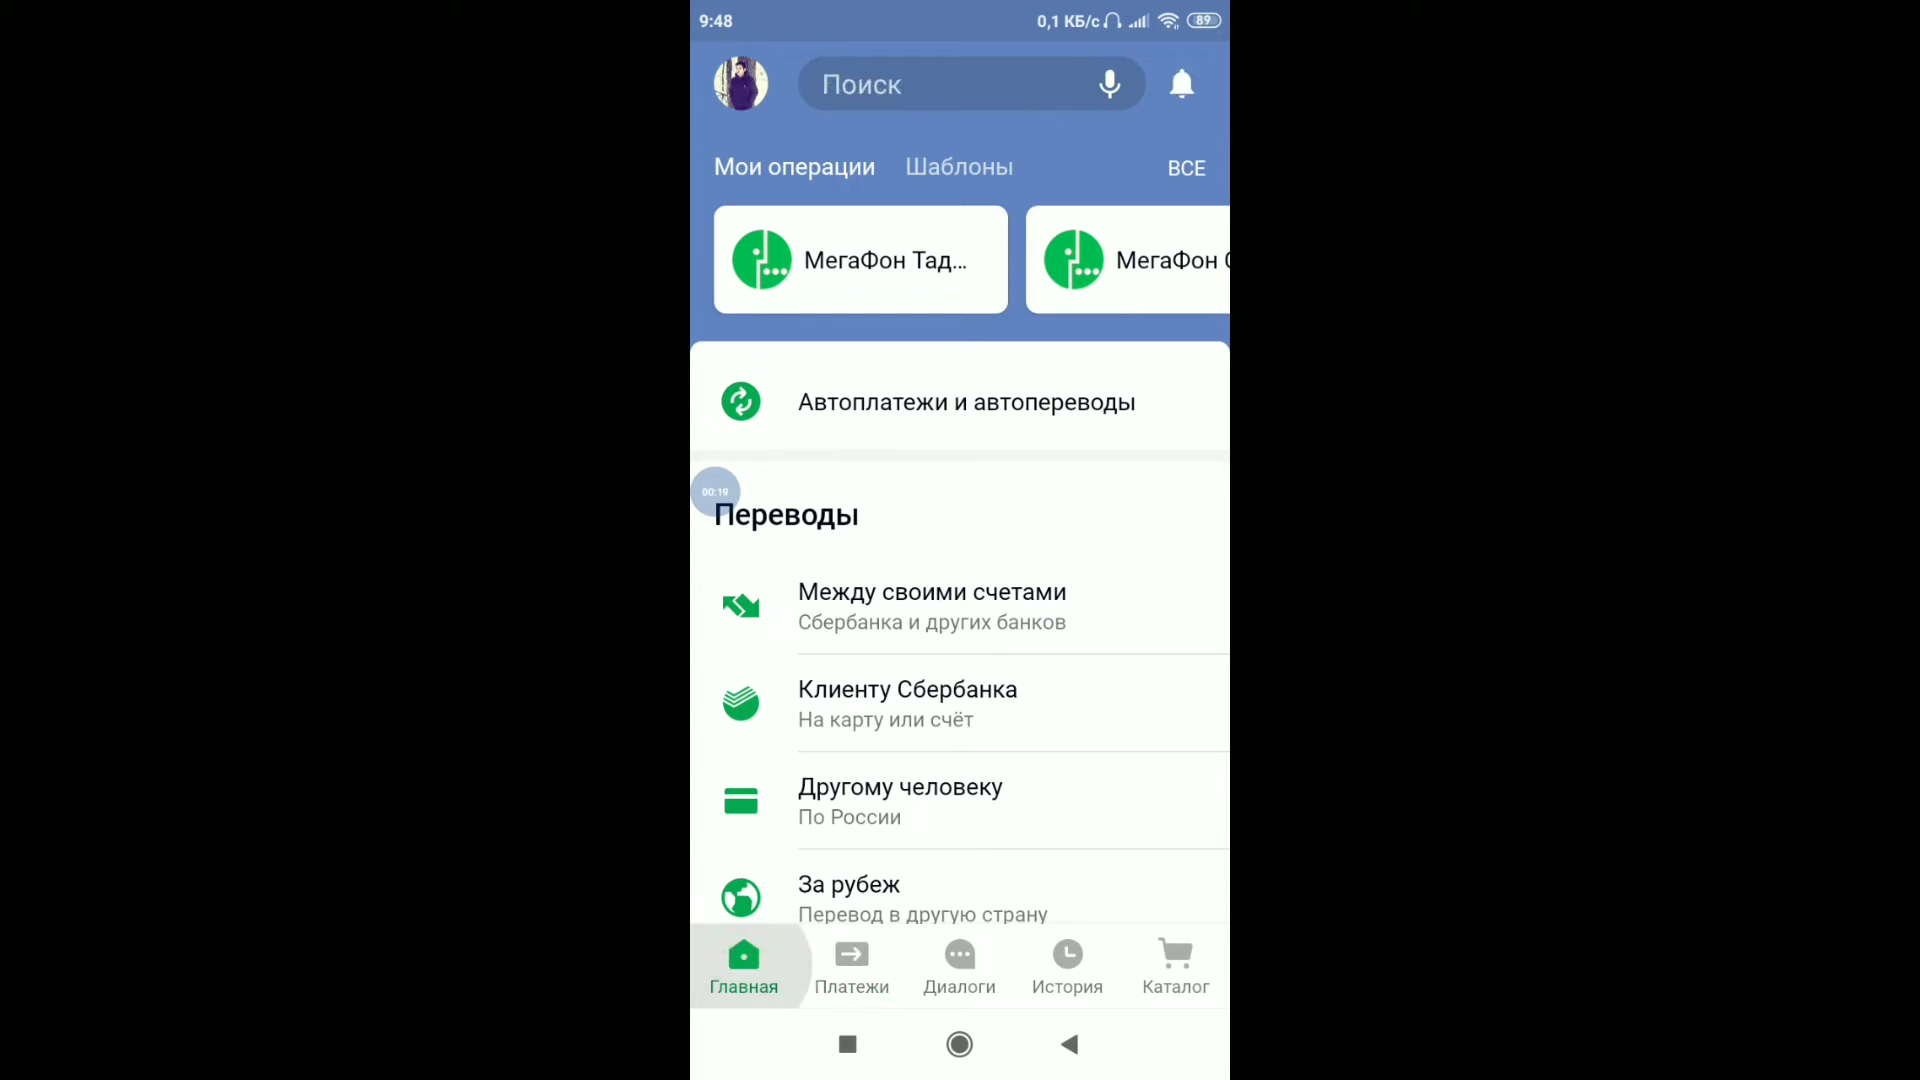 9:48
0,1 КБ/с
89
Поиск
Мои операции
Шаблоны
ВСЕ
МегаФон Тад...
МегаФон
Автоплатежи и автопереводы
00:19
Переводы
Между своими счетами
Сбербанка и других банков
Клиенту Сбербанка
На карту или счёт
Другому человеку
По России
За рубеж
Перевод в другую страну
Главная
Платежи
Диалоги
История
Каталог